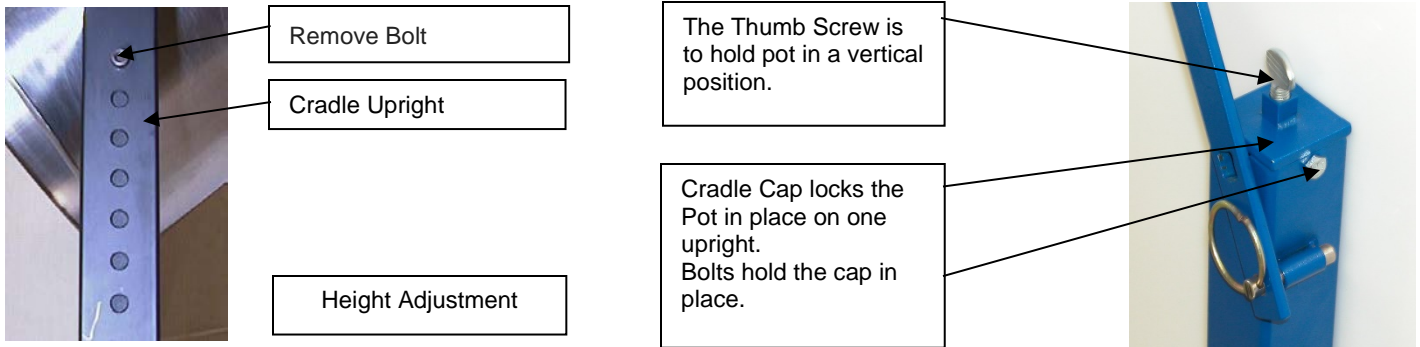 Remove Bolt
Cradle Upright
Height Adjustment
The Thumb Screw is
to hold pot in a vertical
position.
Cradle Cap locks the
Pot in place on one
upright.
Bolts hold the cap in
place.